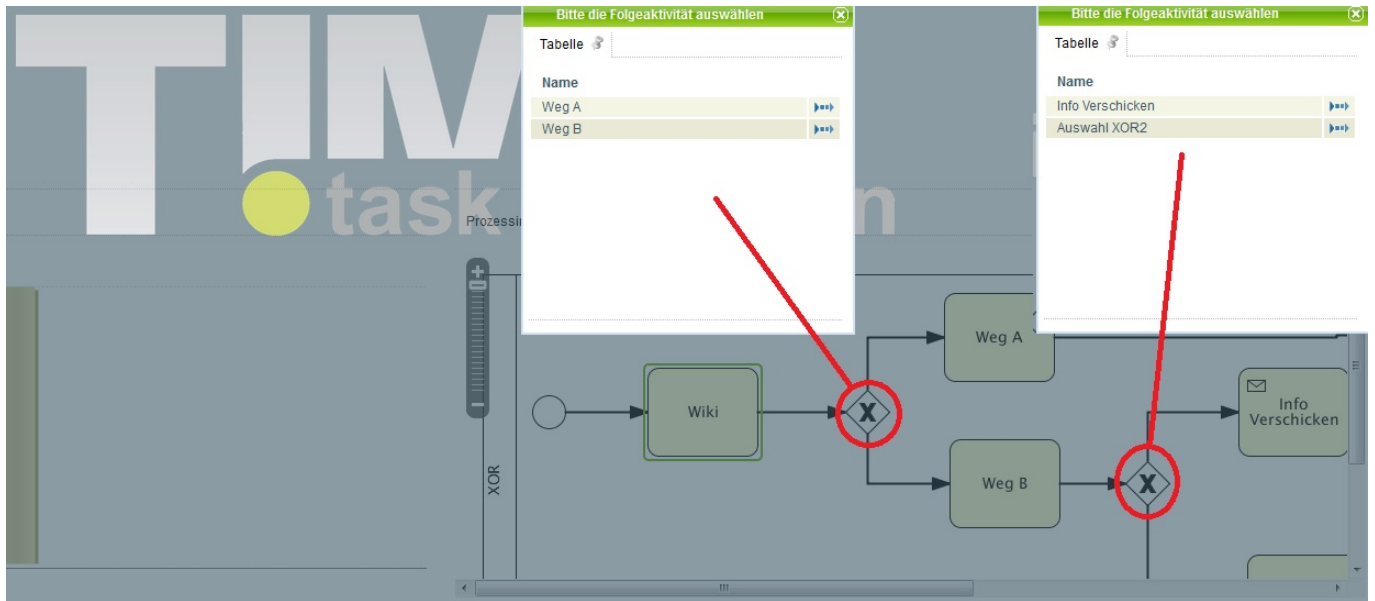 Bitte die Folgeaktivität auswählen
Tabelle
Name
Weg A
Weg B
Bitte die Folgeaktivität auswählen
Tabelle
Name
Info Verschicken
Auswahl XOR2
TIM
task
n
Prozessi
XOR
Wiki
X
Weg A
Weg B
X
Info
Verschicken